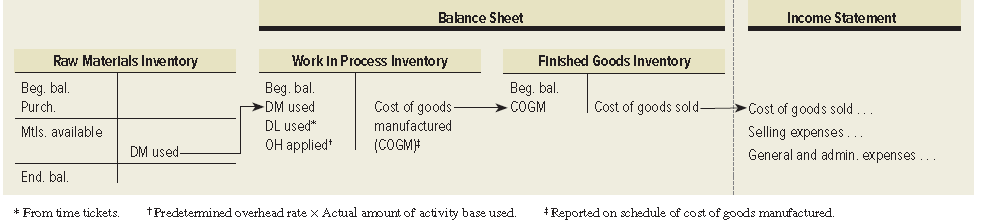 Balance Sheet
Income Statement
Raw Materials Inventory
Work In Process Inventory
Finished Goods Inventory
Beg. bal.
Purch.
Mtls. available
DM used
End. bal.
Beg. bal.
DM used
DL used*
OH applied†
Cost of goods
manufactured
(COGM)‡
Beg. bal.
COGM
Cost of goods sold
Cost of goods sold . . .
Selling expenses . . .
General and admin. expenses . . .
* From time tickets. † Predetermined overhead rate × Actual amount of activity base used. ‡ Reported on schedule of cost of goods manufactured.